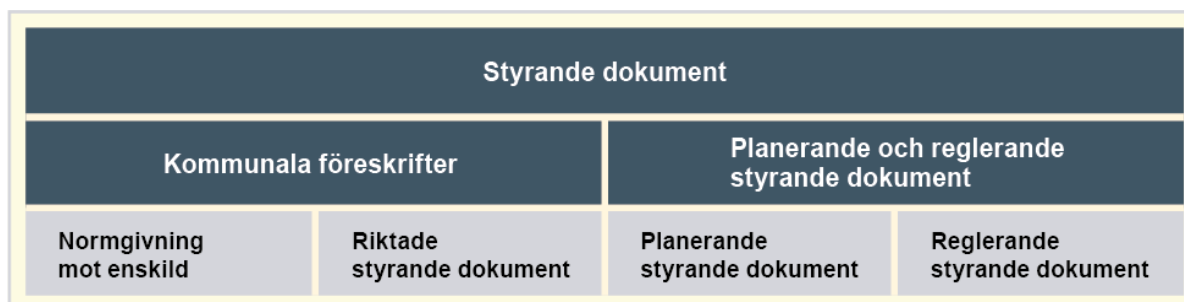 Styrande dokument
Kommunala föreskrifter
Planerande och reglerande
styrande dokument
Normgivning
mot enskild
Riktade
styrande dokument
Planerande
styrande dokument
Reglerande
styrande dokument